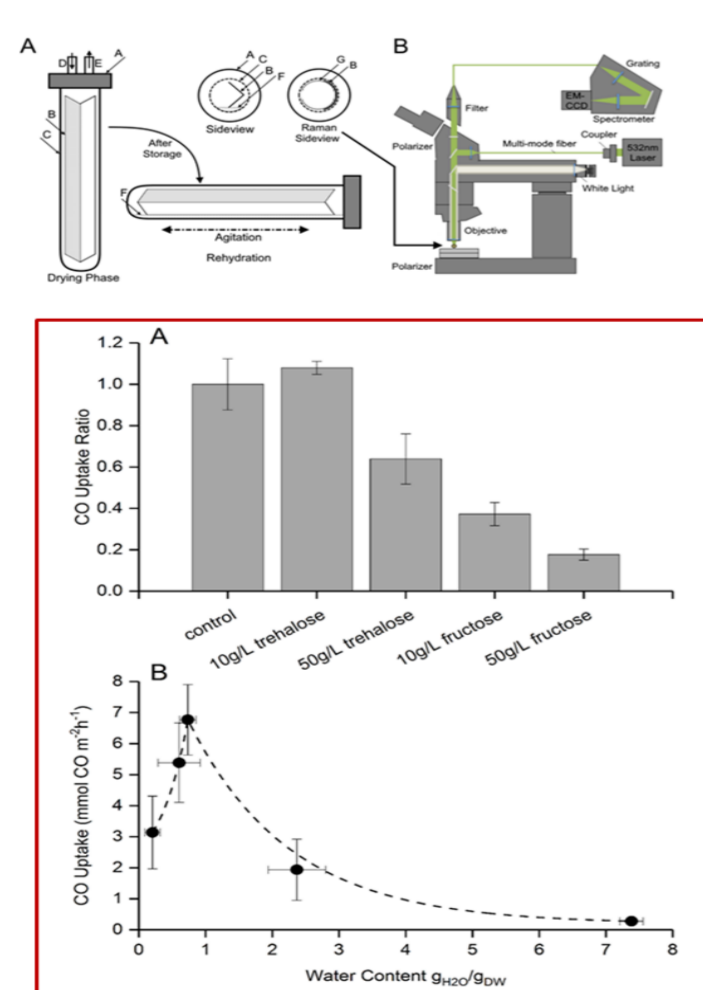 A
B
D
E
A
B
C
A
C
B
F
G
B
Sideview
Raman
Sideview
After
Storage
F
Agitation
Rehydration
Drying Phase
Grating
EM-
CCD
Spectrometer
Filter
Polarizer
Multi-mode fiber
Coupler
532nm
Laser
White Light
Objective
Polarizer
A
CO Uptake Ratio
1.2
1.0
0.8
0.6
0.4
0.2
0.0
control
10g/L trehalose
50g/L trehalose
10g/L fructose
50g/L fructose
B
CO Uptake (mmol CO m⁻²h⁻¹)
8
7
6
5
4
3
2
1
0
0 1 2 3 4 5 6 7 8
Water Content g_H2O/g_DW